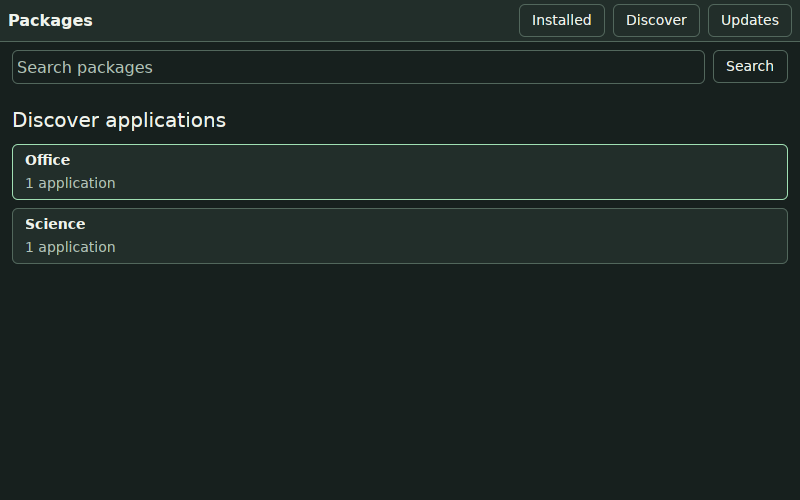 Packages
Installed
Discover
Updates
Search packages
Search
Discover applications
Office
1 application
Science
1 application